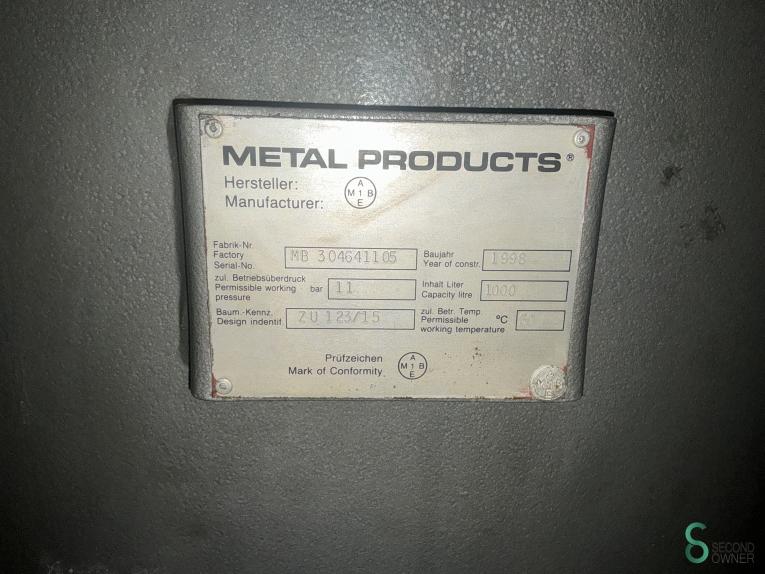 METAL PRODUCTS®
Hersteller:
Manufacturer:
A
M 1 B
E
Fabrik-Nr.
Factory
Serial-No.
MB 304641105
Baujahr
Year of constr.
1998
zul. Betriebsüberdruck
Permissible working
pressure
bar
11
Inhalt Liter
Capacity litre
1000
Baum.-Kennz.
Design indentif.
ZU 123/15
zul. Betr. Temp.
Permissible
working temperature
°C
Prüfzeichen
Mark of Conformity
A
M 1 B
E
SECOND
OWNER